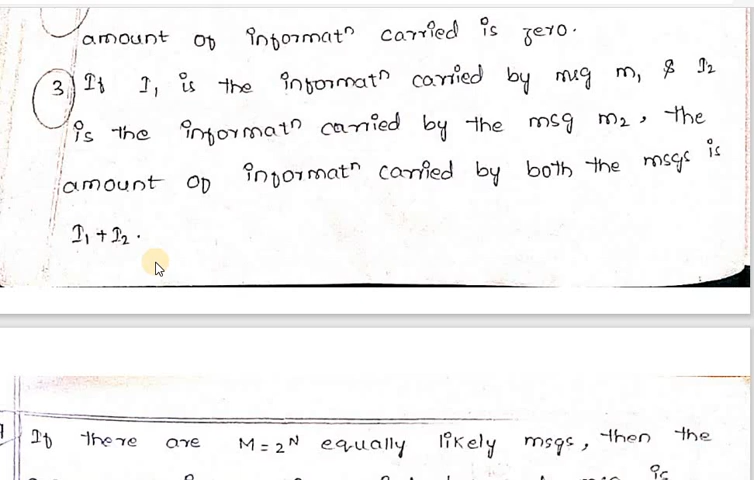 amount of informatⁿ carried is zero.
3 If I₁ is the informatⁿ carried by msg m₁ & I₂
is the informatⁿ carried by the msg m₂, the
amount of informatⁿ carried by both the msgs is
I₁ + I₂.
If there are M = 2ᴺ equally likely msgs, then the
is